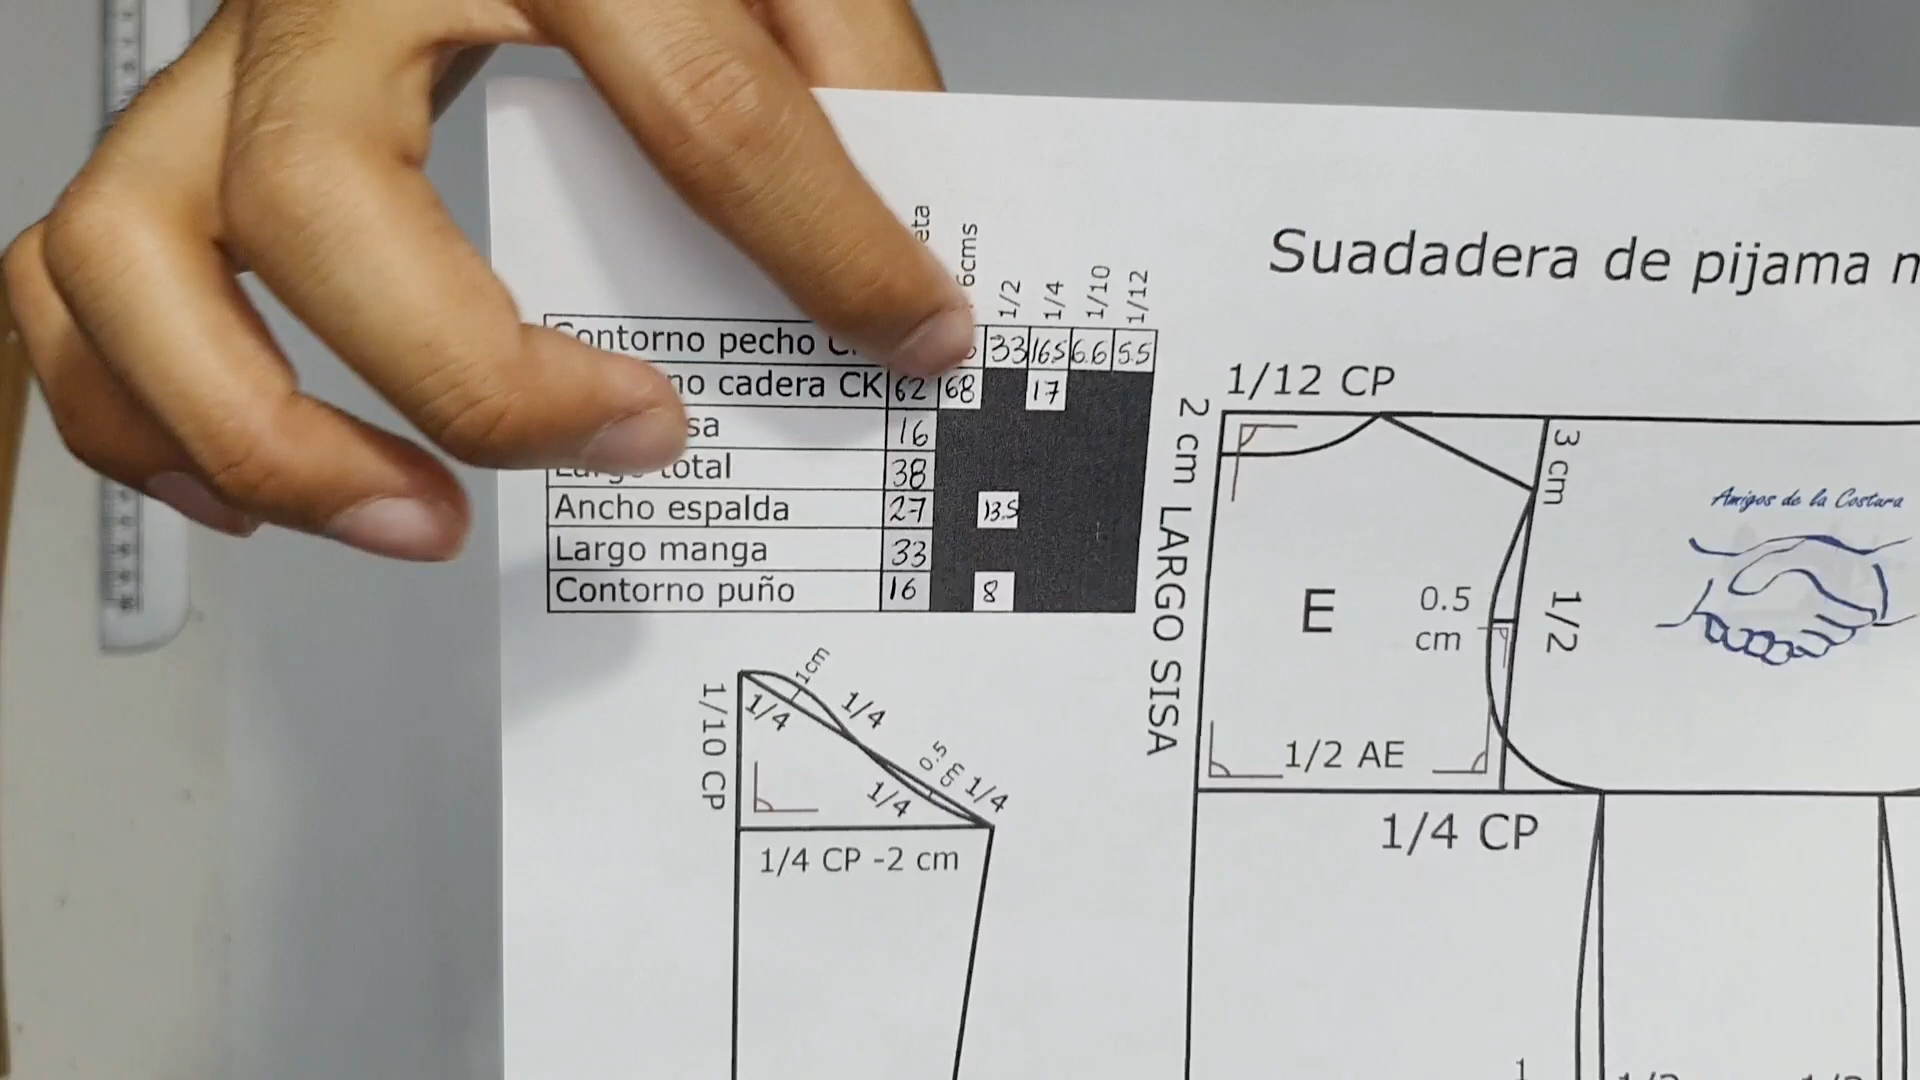 6cms 1/2 1/4 1/10 1/12
Contorno pecho 33 16.5 6.6 5.5
cadera CK 62 68 17
16
total 38
Ancho espalda 27 13.5
Largo manga 33
Contorno puño 16 8
Suadadera de pijama
1/12 CP
2 cm LARGO SISA
3 cm
1/2
E
0.5
cm
1/2 AE
1/4 CP
Amigos de la Costura
1/10 CP
1cm
1/4
1/4
0.5
cm
1/4
1/4
1/4 CP -2 cm